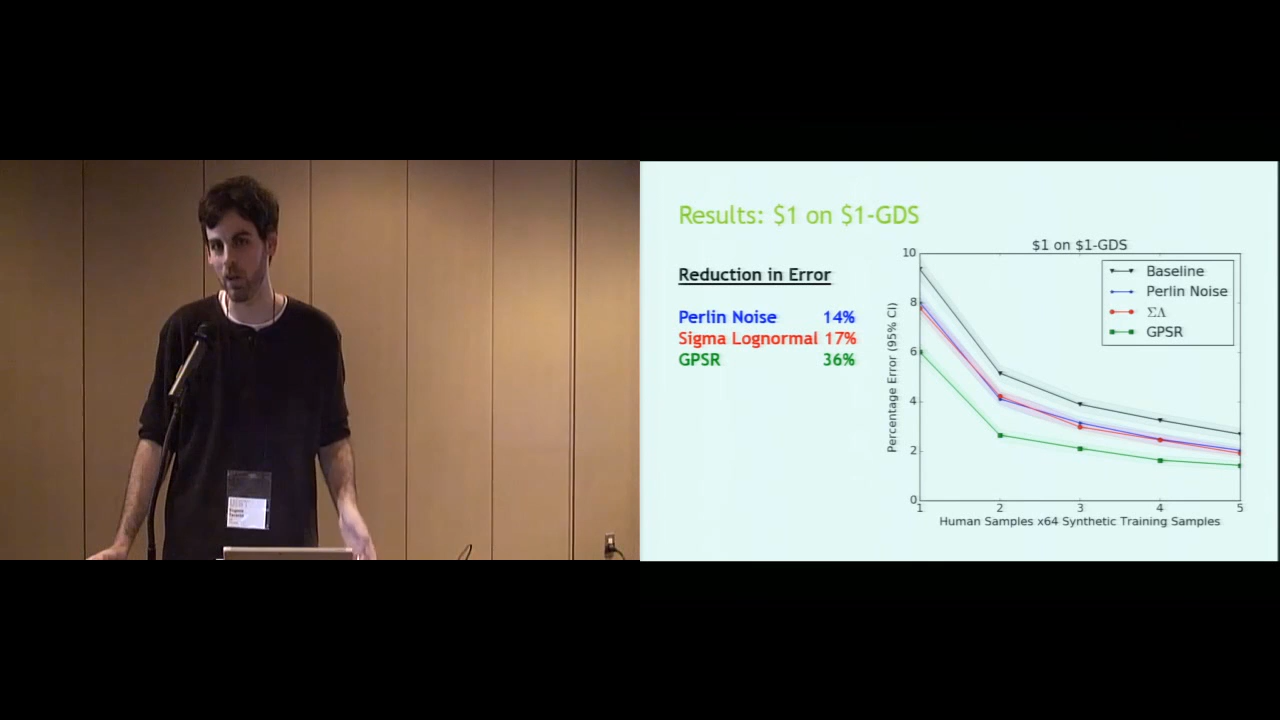 Results: $1 on $1-GDS
Reduction in Error
Perlin Noise 14%
Sigma Lognormal 17%
GPSR 36%
$1 on $1-GDS
Baseline
Perlin Noise
ΣΛ
GPSR
10
8
6
4
2
0
Percentage Error (95% CI)
1 2 3 4 5
Human Samples x64 Synthetic Training Samples